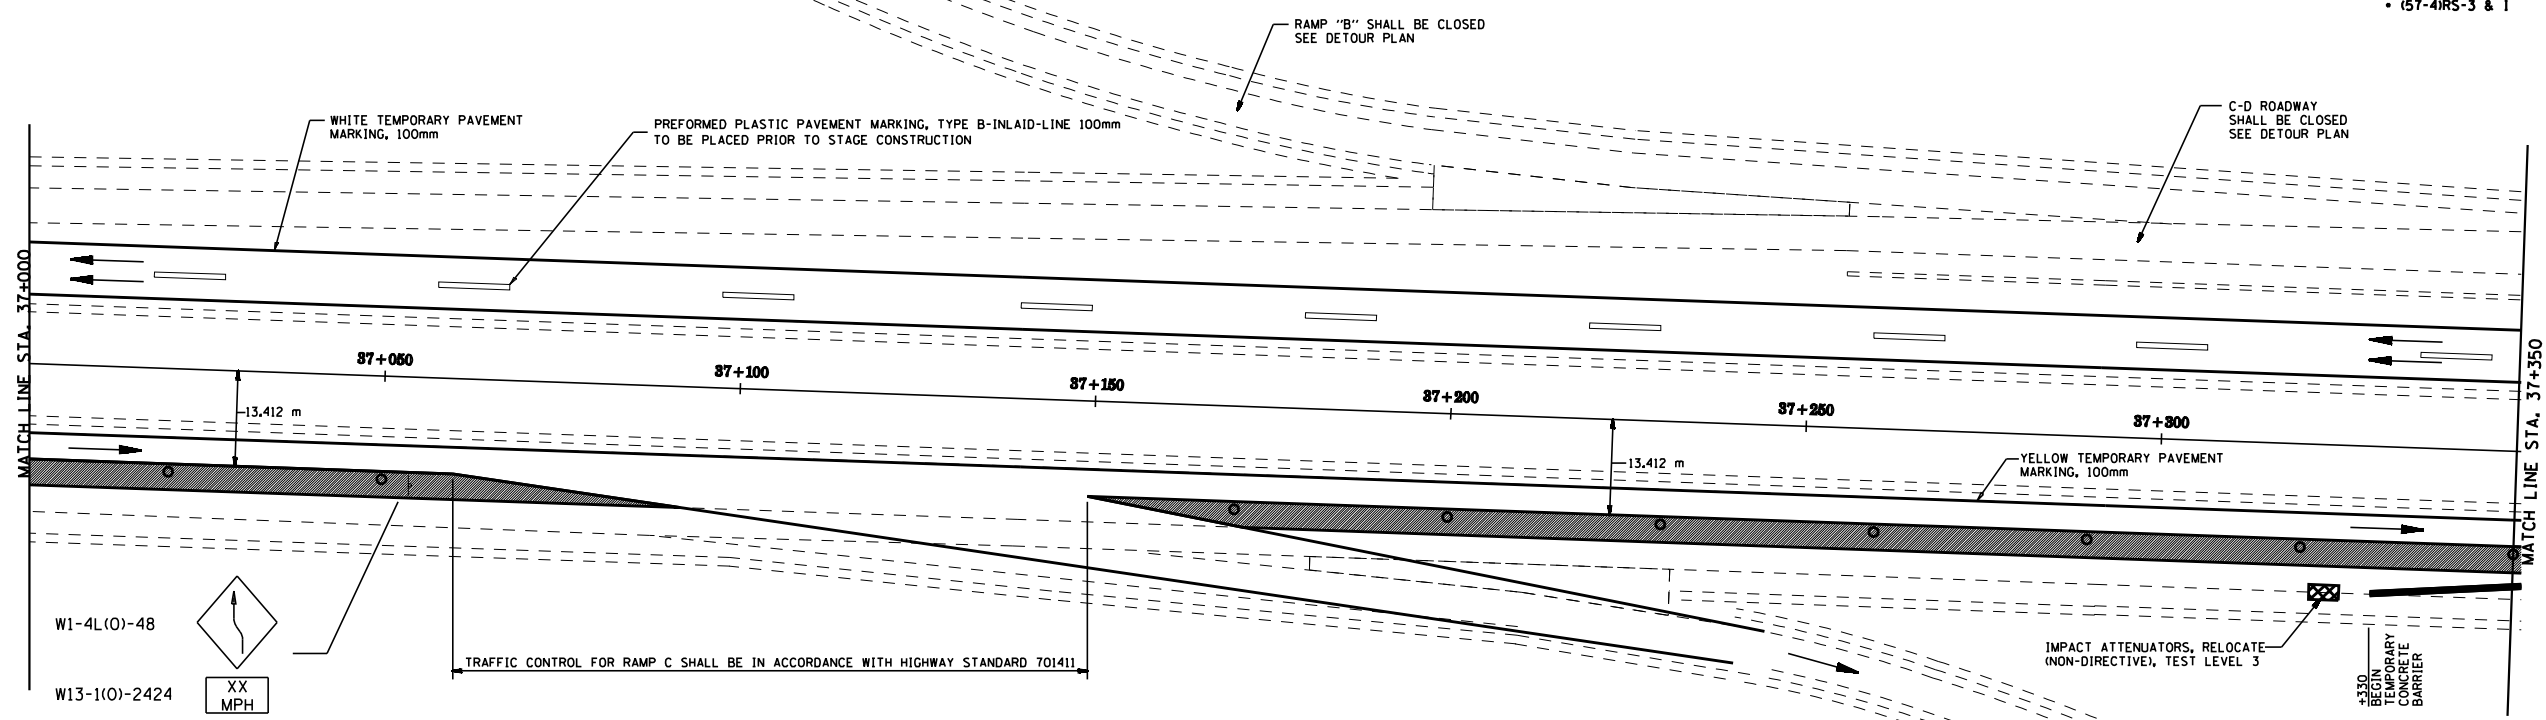 • (57-4)RS-3 & I
RAMP "B" SHALL BE CLOSED
SEE DETOUR PLAN
WHITE TEMPORARY PAVEMENT
MARKING, 100mm
PREFORMED PLASTIC PAVEMENT MARKING, TYPE B-INLAID-LINE 100mm
TO BE PLACED PRIOR TO STAGE CONSTRUCTION
C-D ROADWAY
SHALL BE CLOSED
SEE DETOUR PLAN
MATCH LINE STA. 37+000
37+050
37+100
37+150
37+200
37+250
37+300
MATCH LINE STA. 37+350
13.412 m
13.412 m
YELLOW TEMPORARY PAVEMENT
MARKING, 100mm
W1-4L(O)-48
W13-1(O)-2424
XX
MPH
TRAFFIC CONTROL FOR RAMP C SHALL BE IN ACCORDANCE WITH HIGHWAY STANDARD 701411
IMPACT ATTENUATORS, RELOCATE
(NON-DIRECTIVE), TEST LEVEL 3
+330
BEGIN
TEMPORARY
CONCRETE
BARRIER